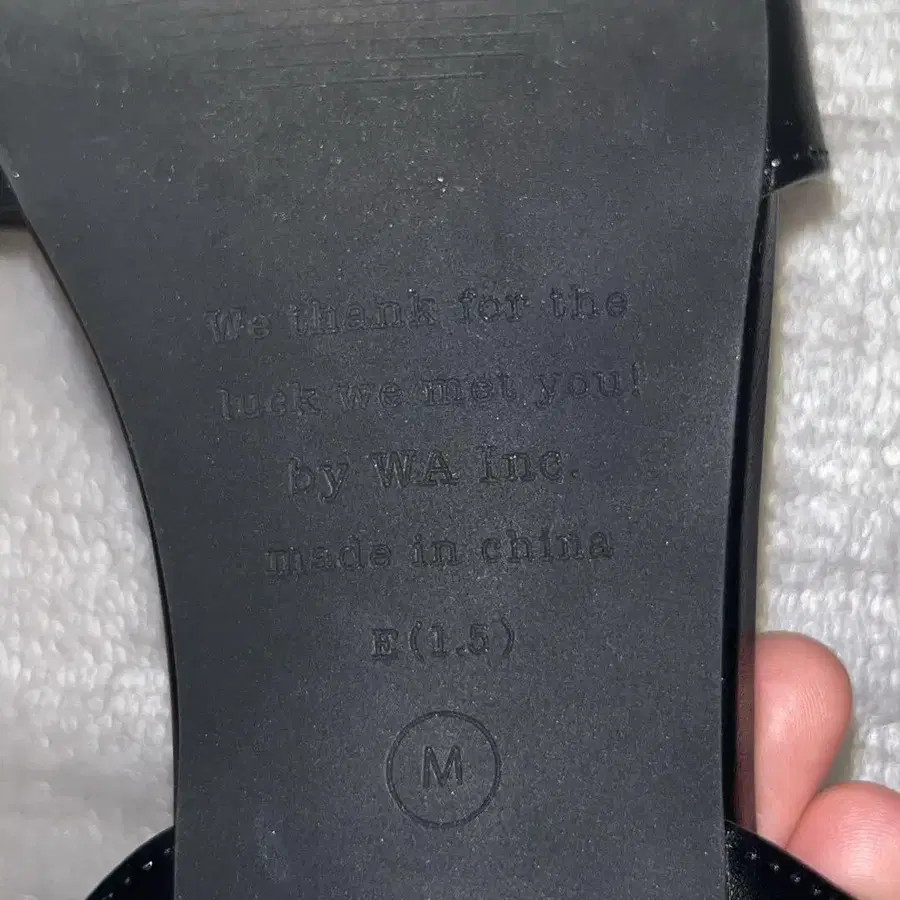 We thank for the
luck we met you!
by WA Inc.
made in china
E(1.5)
M